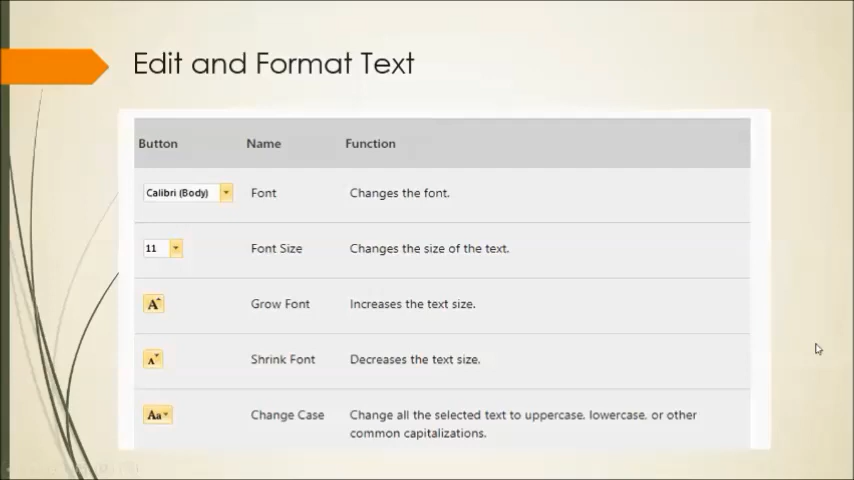 Edit and Format Text
Button Name Function
Calibri (Body) Font Changes the font.
11 Font Size Changes the size of the text.
A Grow Font Increases the text size.
A Shrink Font Decreases the text size.
Aa Change Case Change all the selected text to uppercase, lowercase, or other
common capitalizations.